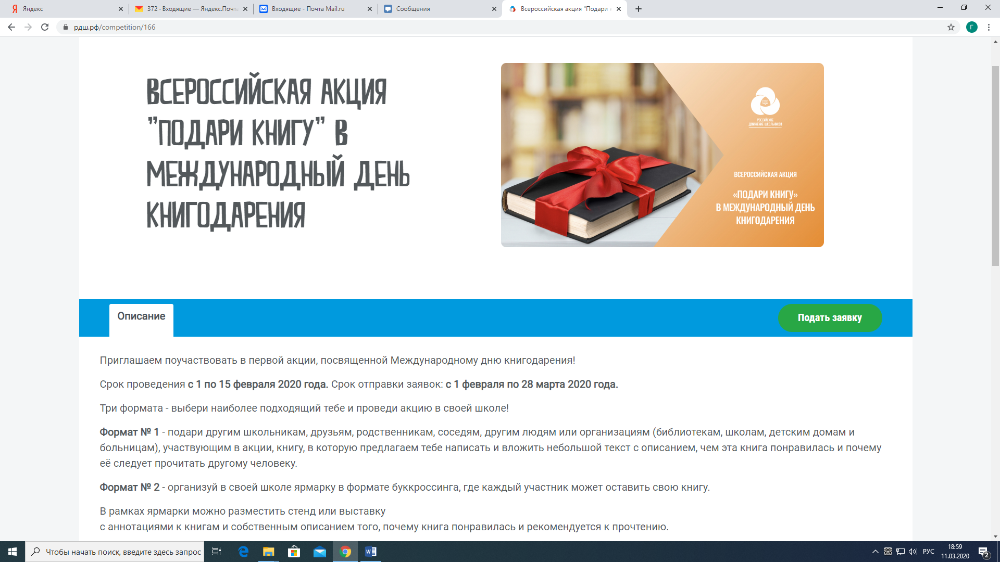 Яндекс
372 · Входящие — Яндекс.Почта
Входящие - Почта Mail.ru
Сообщения
Всероссийская акция "Подари
рдш.рф/competition/166
ВСЕРОССИЙСКАЯ АКЦИЯ
"ПОДАРИ КНИГУ" В
МЕЖДУНАРОДНЫЙ ДЕНЬ
КНИГОДАРЕНИЯ
РОССИЙСКОЕ
ДВИЖЕНИЕ ШКОЛЬНИКОВ
ВСЕРОССИЙСКАЯ АКЦИЯ
«ПОДАРИ КНИГУ»
В МЕЖДУНАРОДНЫЙ ДЕНЬ
КНИГОДАРЕНИЯ
Описание
Подать заявку
Приглашаем поучаствовать в первой акции, посвященной Международному дню книгодарения!
Срок проведения с 1 по 15 февраля 2020 года. Срок отправки заявок: с 1 февраля по 28 марта 2020 года.
Три формата - выбери наиболее подходящий тебе и проведи акцию в своей школе!
Формат № 1 - подари другим школьникам, друзьям, родственникам, соседям, другим людям или организациям (библиотекам, школам, детским домам и
больницам), участвующим в акции, книгу, в которую предлагаем тебе написать и вложить небольшой текст с описанием, чем эта книга понравилась и почему
её следует прочитать другому человеку.
Формат № 2 - организуй в своей школе ярмарку в формате буккроссинга, где каждый участник может оставить свою книгу.
В рамках ярмарки можно разместить стенд или выставку
с аннотациями к книгам и собственным описанием того, почему книга понравилась и рекомендуется к прочтению.
Чтобы начать поиск, введите здесь запрос
РУС
18:59
11.03.2020
2